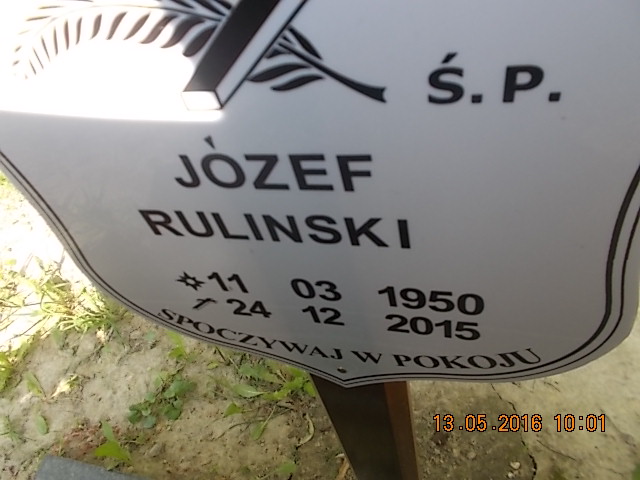 Ś.P.
JÓZEF
RULINSKI
11 03 1950
24 12 2015
SPOCZYWAJ W POKOJU
13.05.2016 10:01